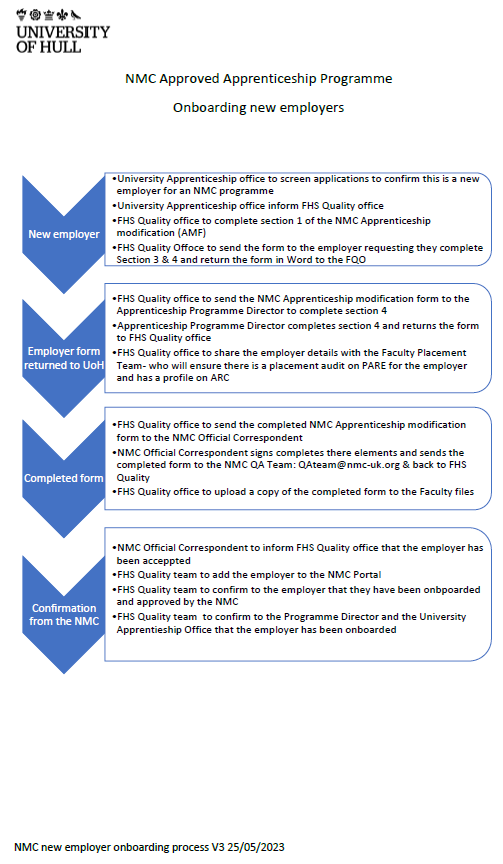 UNIVERSITY
OF HULL
NMC Approved Apprenticeship Programme
Onboarding new employers
New employer
•University Apprenticeship office to screen applications to confirm this is a new
employer for an NMC programme
•University Apprenticeship office inform FHS Quality office
•FHS Quality office to complete section 1 of the NMC Apprenticeship
modification (AMF)
•FHS Quality Offoce to send the form to the employer requesting they complete
Section 3 & 4 and return the form in Word to the FQO
Employer form
returned to UoH
•FHS Quality office to send the NMC Apprenticeship modification form to the
Apprenticeship Programme Director to complete section 4
•Apprenticeship Programme Director completes section 4 and returns the form
to FHS Quality office
•FHS Quality office to share the employer details with the Faculty Placement
Team- who will ensure there is a placement audit on PARE for the employer
and has a profile on ARC
Completed form
•FHS Quality office to send the completed NMC Apprenticeship modification
form to the NMC Official Correspondent
•NMC Official Correspondent signs completes there elements and sends the
completed form to the NMC QA Team: QAteam@nmc-uk.org & back to FHS
Quality
•FHS Quality office to upload a copy of the completed form to the Faculty files
Confirmation
from the NMC
•NMC Official Correspondent to inform FHS Quality office that the employer has
been acceppted
•FHS Quality team to add the employer to the NMC Portal
•FHS Quality team to confirm to the employer that they have been onbpoarded
and approved by the NMC
•FHS Quality team  to confirm to the Programme Director and the University
Apprentieship Office that the employer has been onboarded
NMC new employer onboarding process V3 25/05/2023